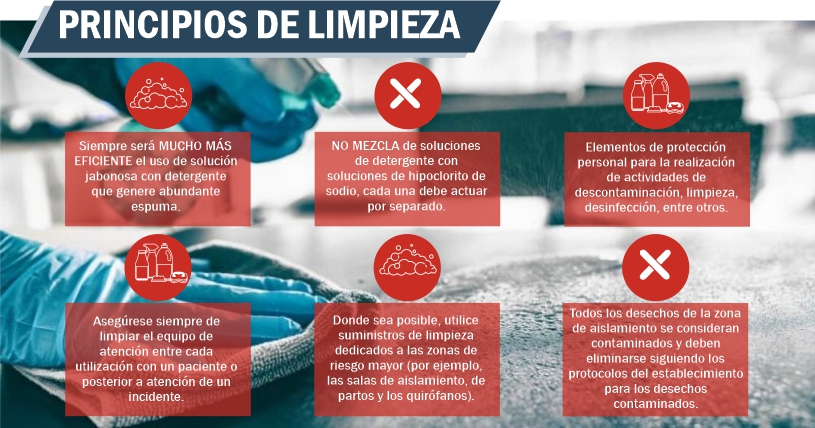 PRINCIPIOS DE LIMPIEZA
Siempre será MUCHO MÁS
EFICIENTE el uso de solución
jabonosa con detergente
que genere abundante
espuma.
NO MEZCLA de soluciones
de detergente con
soluciones de hipoclorito de
sodio, cada una debe actuar
por separado.
Elementos de protección
personal para la realización
de actividades de
descontaminación, limpieza,
desinfección, entre otros.
Asegúrese siempre de
limpiar el equipo de
atención entre cada
utilización con un paciente o
posterior a atención de un
incidente.
Donde sea posible, utilice
suministros de limpieza
dedicados a las zonas de
riesgo mayor (por ejemplo,
las salas de aislamiento, de
partos y los quirófanos).
Todos los desechos de la zona
de aislamiento se consideran
contaminados y deben
eliminarse siguiendo los
protocolos del establecimiento
para los desechos
contaminados.